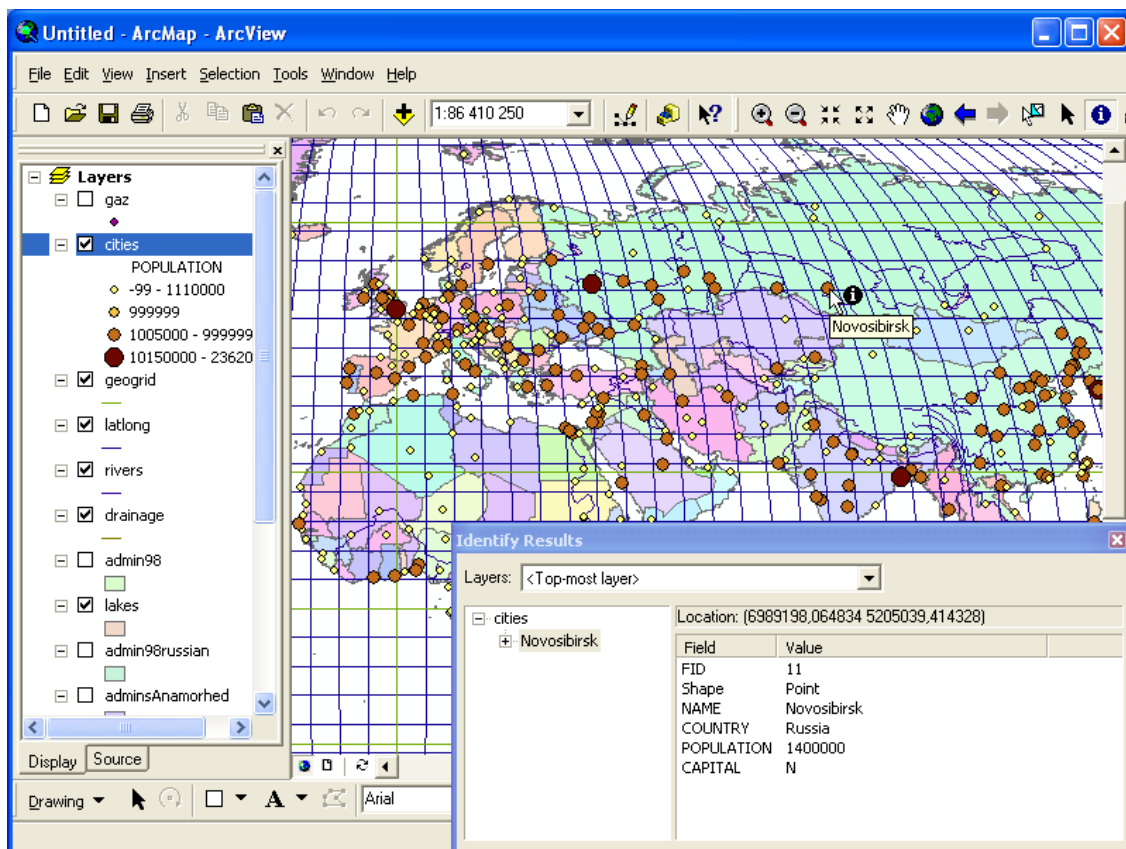 Untitled - ArcMap - ArcView
File Edit View Insert Selection Tools Window Help
1:86 410 250
Layers
gaz
cities
POPULATION
-99 - 1110000
999999
1005000 - 999999
10150000 - 23620
geogrid
latlong
rivers
drainage
admin98
lakes
admin98russian
adminsAnamorhed
Display Source
Novosibirsk
Drawing A Arial
Identify Results
Layers: <Top-most layer>
cities
Novosibirsk
Location: (6989198,064834 5205039,414328)
Field Value
FID 11
Shape Point
NAME Novosibirsk
COUNTRY Russia
POPULATION 1400000
CAPITAL N